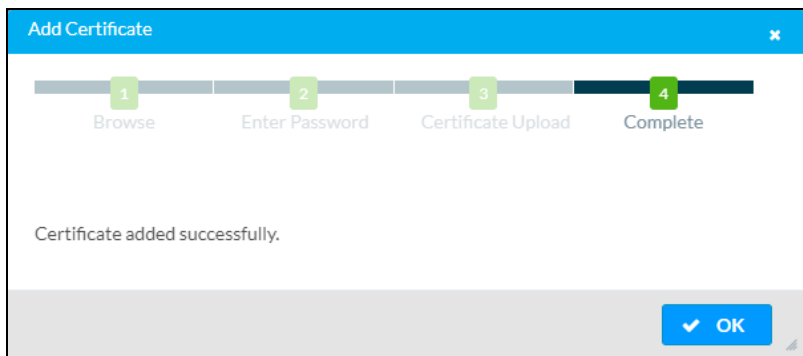 Add Certificate
1 2 3 4
Browse Enter Password Certificate Upload Complete
Certificate added successfully.
OK